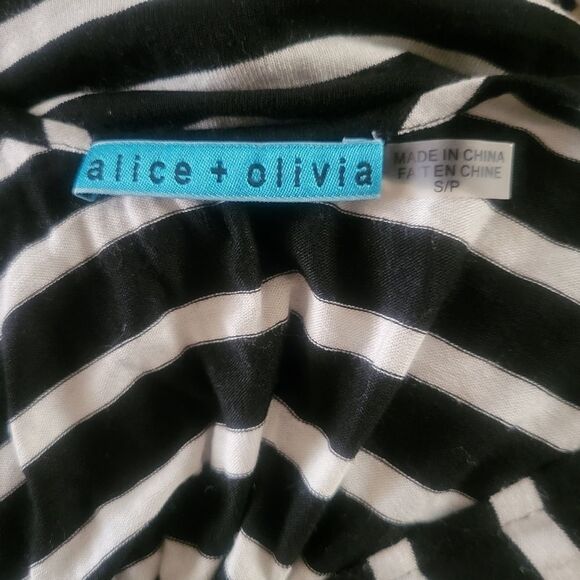 alice + olivia
MADE IN CHINA
FAIT EN CHINE
S/P